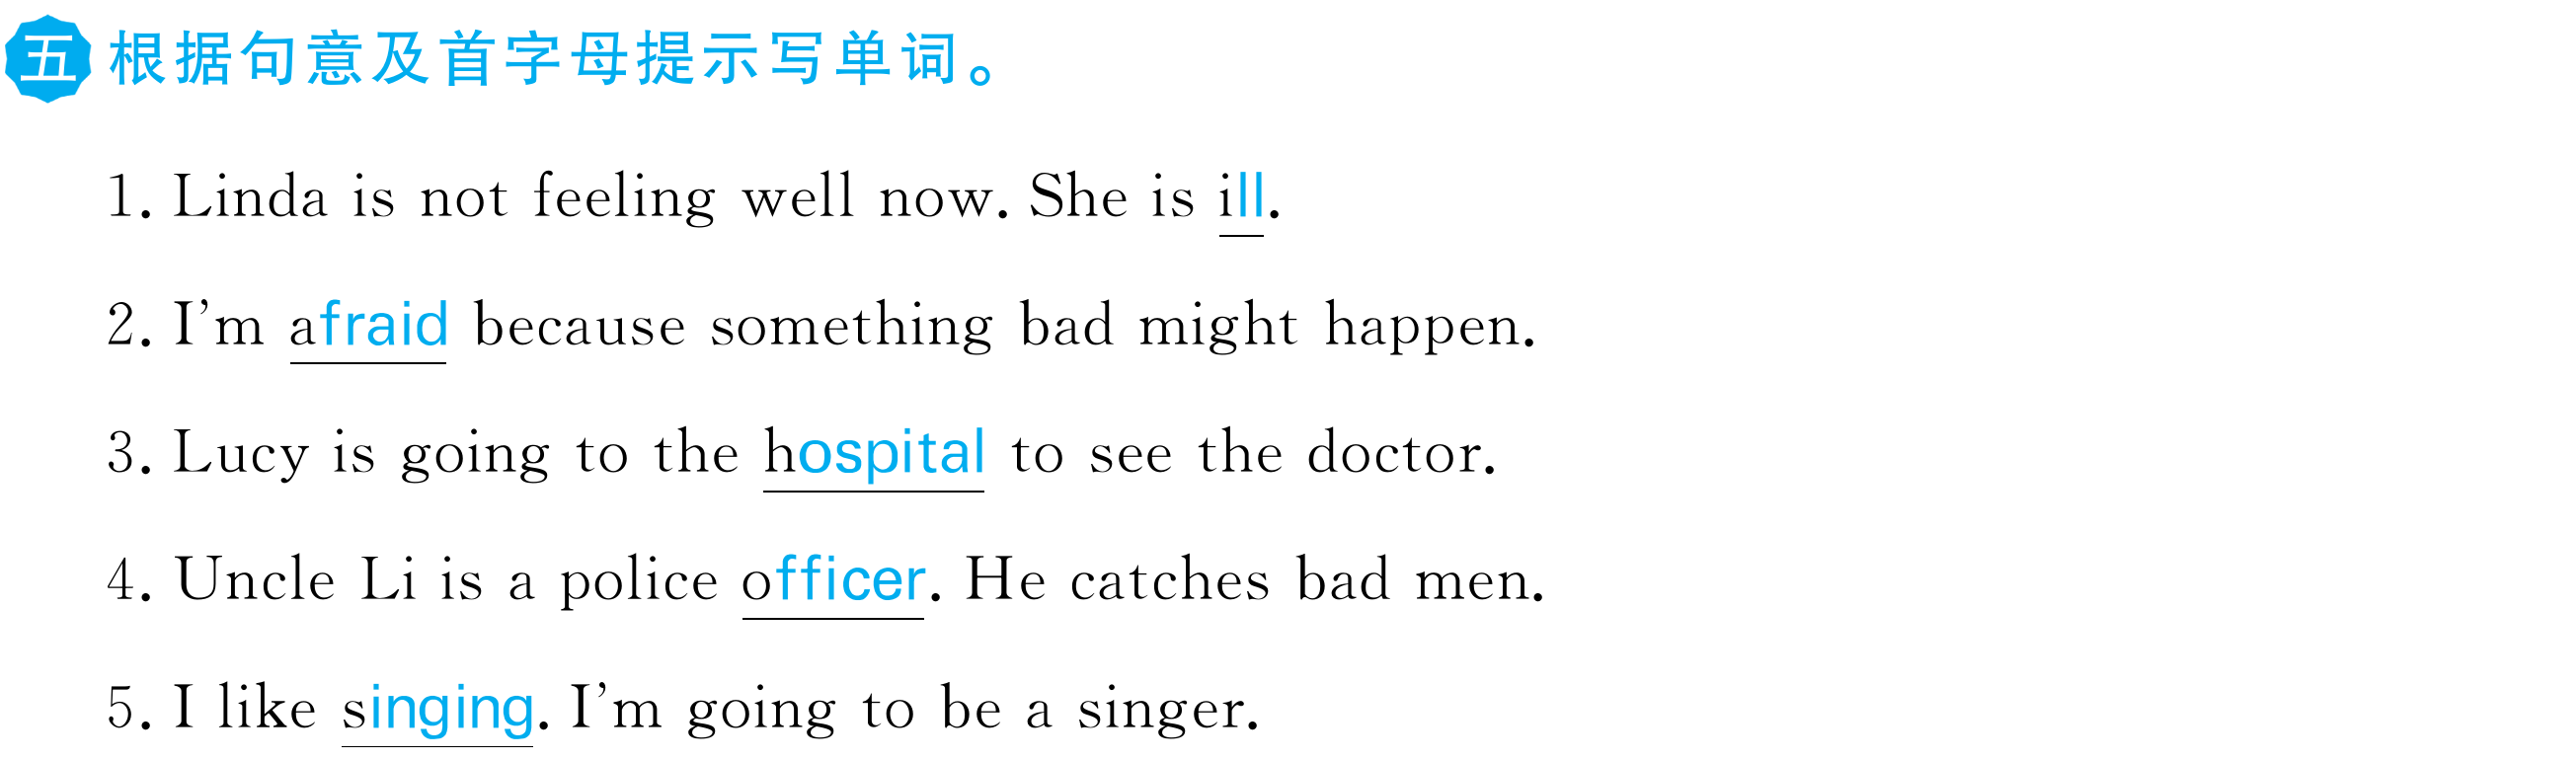 五 根据句意及首字母提示写单词。
1. Linda is not feeling well now. She is ill.
2. I’m afraid because something bad might happen.
3. Lucy is going to the hospital to see the doctor.
4. Uncle Li is a police officer. He catches bad men.
5. I like singing. I’m going to be a singer.